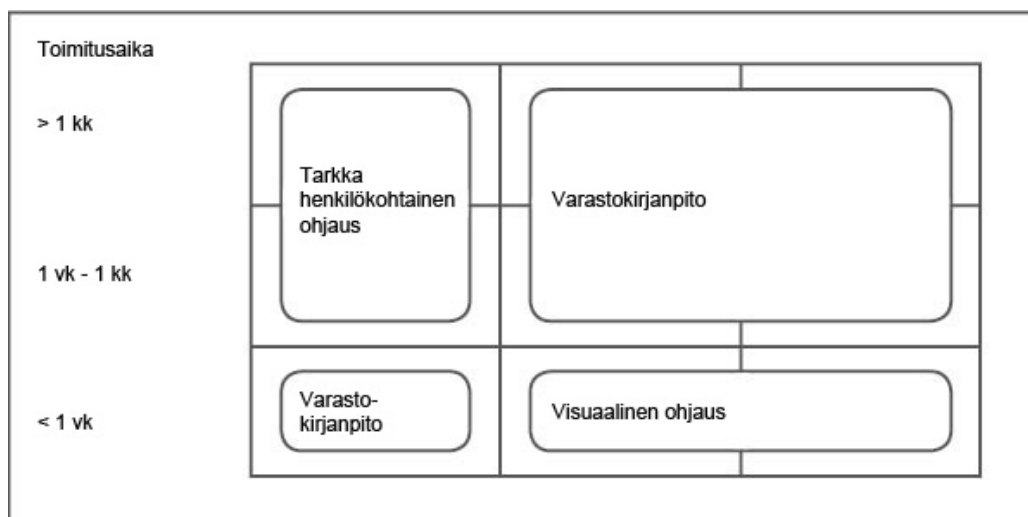 Toimitusaika
> 1 kk
Tarkka
henkilökohtainen
ohjaus
Varastokirjanpito
1 vk - 1 kk
< 1 vk
Varasto-
kirjanpito
Visuaalinen ohjaus